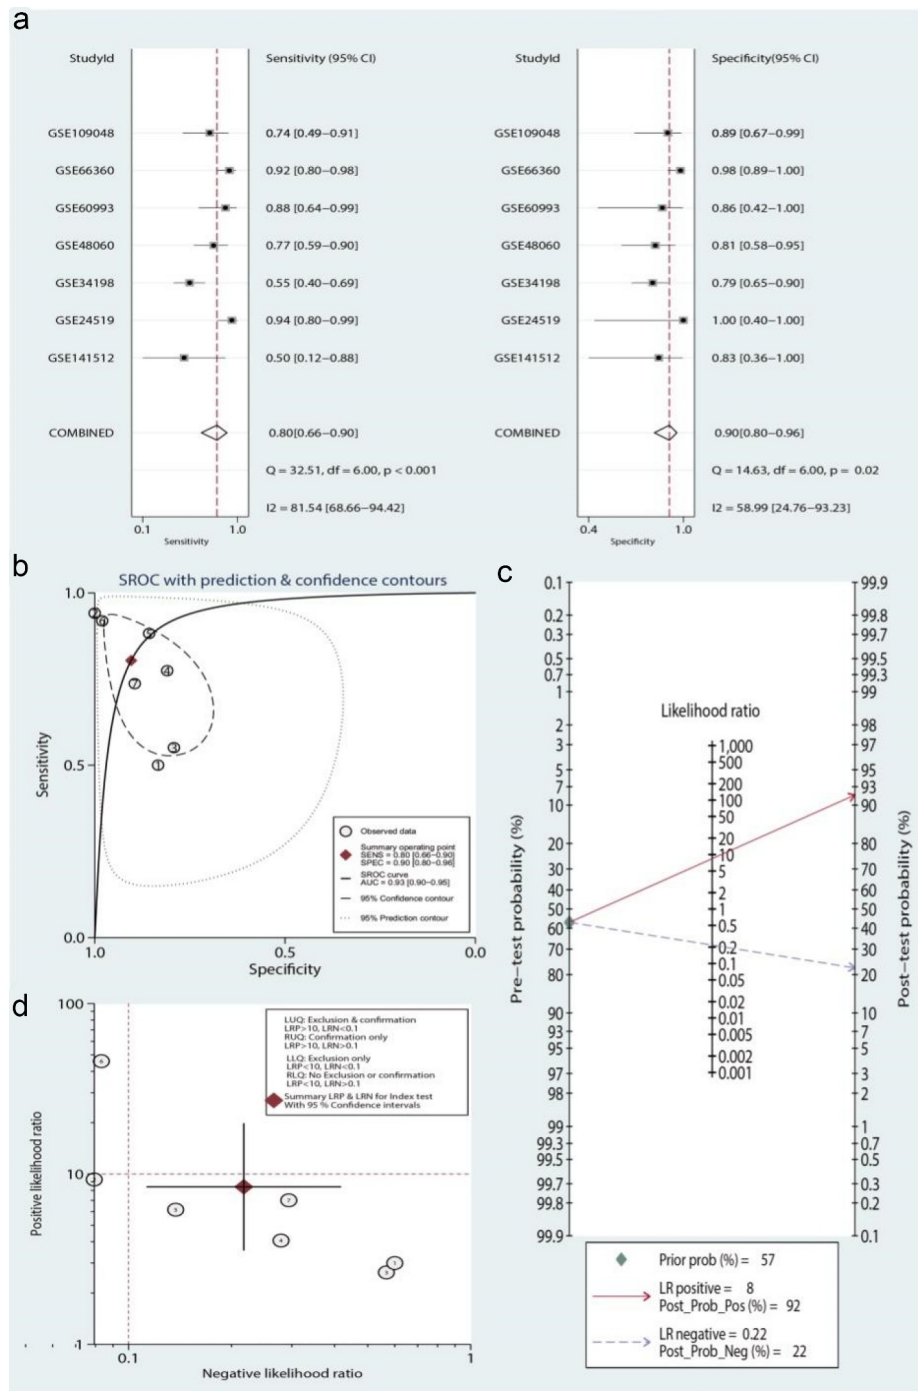 a
StudyId Sensitivity (95% CI)
GSE109048 0.74 [0.49−0.91]
GSE66360 0.92 [0.80−0.98]
GSE60993 0.88 [0.64−0.99]
GSE48060 0.77 [0.59−0.90]
GSE34198 0.55 [0.40−0.69]
GSE24519 0.94 [0.80−0.99]
GSE141512 0.50 [0.12−0.88]
COMBINED 0.80[0.66−0.90]
Q = 32.51, df = 6.00, p < 0.001
I2 = 81.54 [68.66−94.42]
0.1 1.0
Sensitivity
StudyId Specificity(95% CI)
GSE109048 0.89 [0.67−0.99]
GSE66360 0.98 [0.89−1.00]
GSE60993 0.86 [0.42−1.00]
GSE48060 0.81 [0.58−0.95]
GSE34198 0.79 [0.65−0.90]
GSE24519 1.00 [0.40−1.00]
GSE141512 0.83 [0.36−1.00]
COMBINED 0.90[0.80−0.96]
Q = 14.63, df = 6.00, p = 0.02
I2 = 58.99 [24.76−93.23]
0.4 1.0
Specificity
b
SROC with prediction & confidence contours
1.0
0.5
0.0
Sensitivity
2
6
5
4
7
3
1
Observed data
Summary operating point
SENS = 0.80 [0.66−0.90]
SPEC = 0.90 [0.80−0.96]
SROC curve
AUC = 0.93 [0.90−0.95]
95% Confidence contour
95% Prediction contour
1.0 0.5 0.0
Specificity
c
Pre−test probability (%)
0.1
0.2
0.3
0.5
0.7
1
2
3
5
7
10
20
30
40
50
60
70
80
90
93
95
97
98
99
99.3
99.5
99.7
99.8
99.9
Likelihood ratio
1,000
500
200
100
50
20
10
5
2
1
0.5
0.2
0.1
0.05
0.02
0.01
0.005
0.002
0.001
99.9
99.8
99.7
99.5
99.3
99
98
97
95
93
90
80
70
60
50
40
30
20
10
7
5
3
2
1
0.7
0.5
0.3
0.2
0.1
Post−test probability (%)
Prior prob (%) = 57
LR positive = 8
Post_Prob_Pos (%) = 92
LR negative = 0.22
Post_Prob_Neg (%) = 22
d
100
10
1
Positive likelihood ratio
LUQ: Exclusion & confirmation
LRP>10, LRN<0.1
RUQ: Confirmation only
LRP>10, LRN>0.1
LLQ: Exclusion only
LRP<10, LRN<0.1
RLQ: No Exclusion or confirmation
LRP<10, LRN>0.1
Summary LRP & LRN for Index test
With 95 % Confidence intervals
6
5
7
4
1
3
0.1 1
Negative likelihood ratio